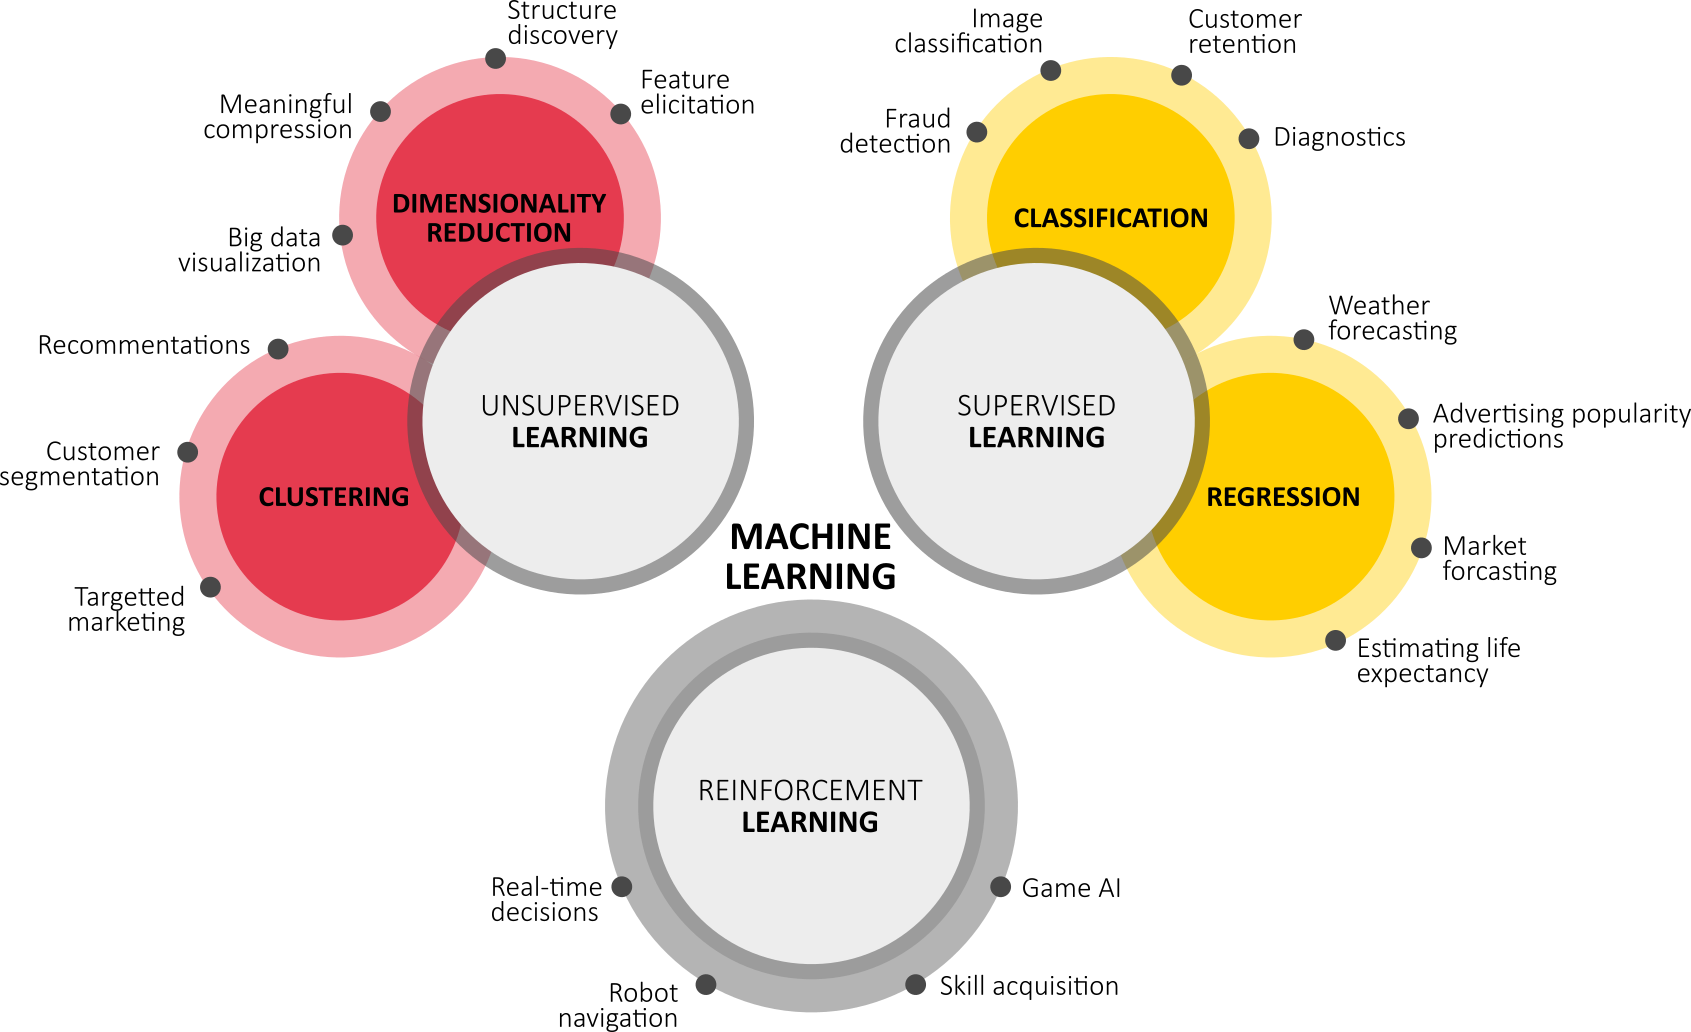 Structure
discovery
Feature
elicitation
Meaningful
compression
Big data
visualization
DIMENSIONALITY
REDUCTION
Recommentations
Customer
segmentation
Targetted
marketing
CLUSTERING
UNSUPERVISED
LEARNING
Image
classification
Customer
retention
Fraud
detection
Diagnostics
CLASSIFICATION
Weather
forecasting
Advertising popularity
predictions
Market
forcasting
Estimating life
expectancy
REGRESSION
SUPERVISED
LEARNING
MACHINE
LEARNING
REINFORCEMENT
LEARNING
Real-time
decisions
Robot
navigation
Game AI
Skill acquisition